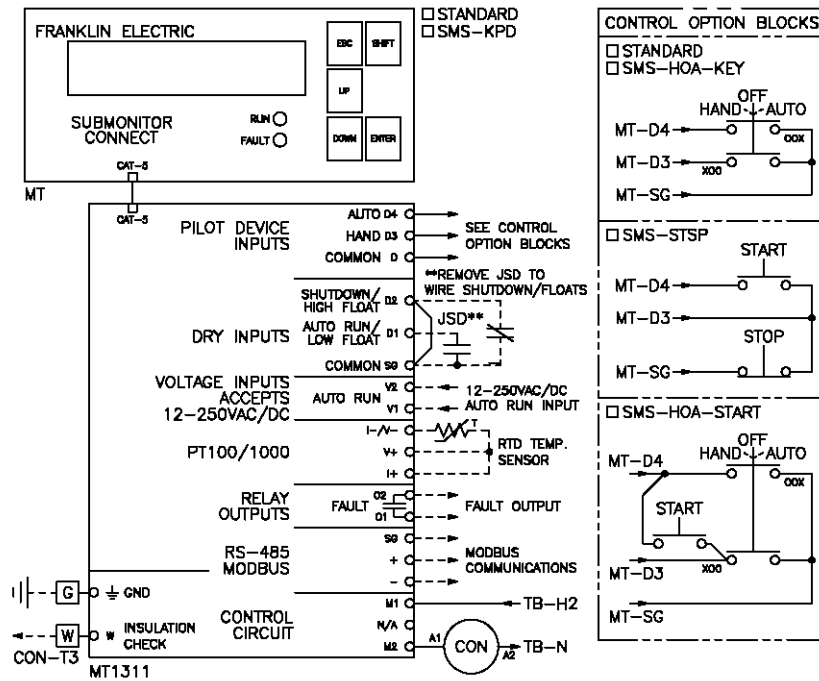 FRANKLIN ELECTRIC
ESC
SHIFT
UP
DOWN
ENTER
SUBMONITOR
CONNECT
RUN
FAULT
CAT-5
MT
CAT-5
□ STANDARD
□ SMS-KPD
PILOT DEVICE
INPUTS
AUTO D4
HAND D3
COMMON D
SEE CONTROL
OPTION BLOCKS
**REMOVE JSD TO
WIRE SHUTDOWN/FLOATS
DRY INPUTS
SHUTDOWN/
HIGH FLOAT
D2
AUTO RUN/
LOW FLOAT
D1
COMMON SG
JSD**
VOLTAGE INPUTS
ACCEPTS
12-250VAC/DC
AUTO RUN
V2
V1
12-250VAC/DC
AUTO RUN INPUT
PT100/1000
I-/V-
V+
I+
T
RTD TEMP.
SENSOR
RELAY
OUTPUTS
FAULT
O2
O1
FAULT OUTPUT
RS-485
MODBUS
SG
+
-
MODBUS
COMMUNICATIONS
G
GND
W
W
INSULATION
CHECK
CON-T3
CONTROL
CIRCUIT
M1
N/A
M2
TB-H2
A1
CON
A2
TB-N
MT1311
CONTROL OPTION BLOCKS
□ STANDARD
□ SMS-HOA-KEY
OFF
HAND AUTO
MT-D4
OOX
MT-D3
XOO
MT-SG
□ SMS-STSP
START
MT-D4
MT-D3
STOP
MT-SG
□ SMS-HOA-START
OFF
HAND AUTO
MT-D4
OOX
START
MT-D3
XOO
MT-SG